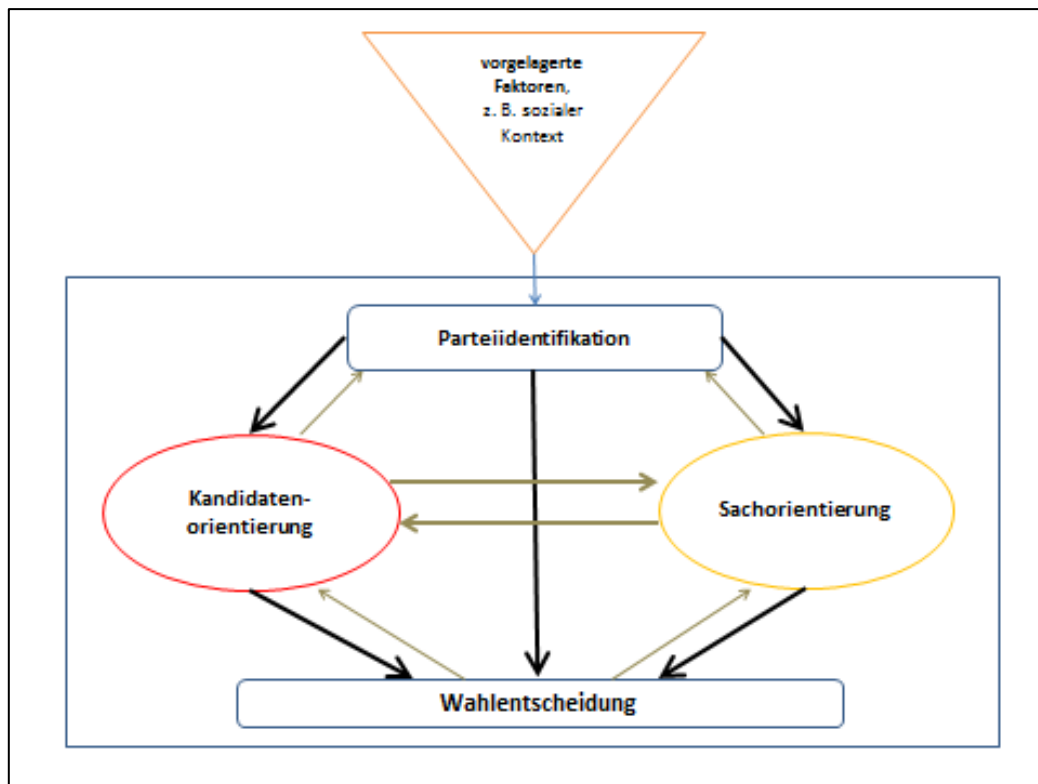 vorgelagerte
Faktoren,
z. B. sozialer
Kontext
Parteiidentifikation
Kandidaten-
orientierung
Sachorientierung
Wahlentscheidung